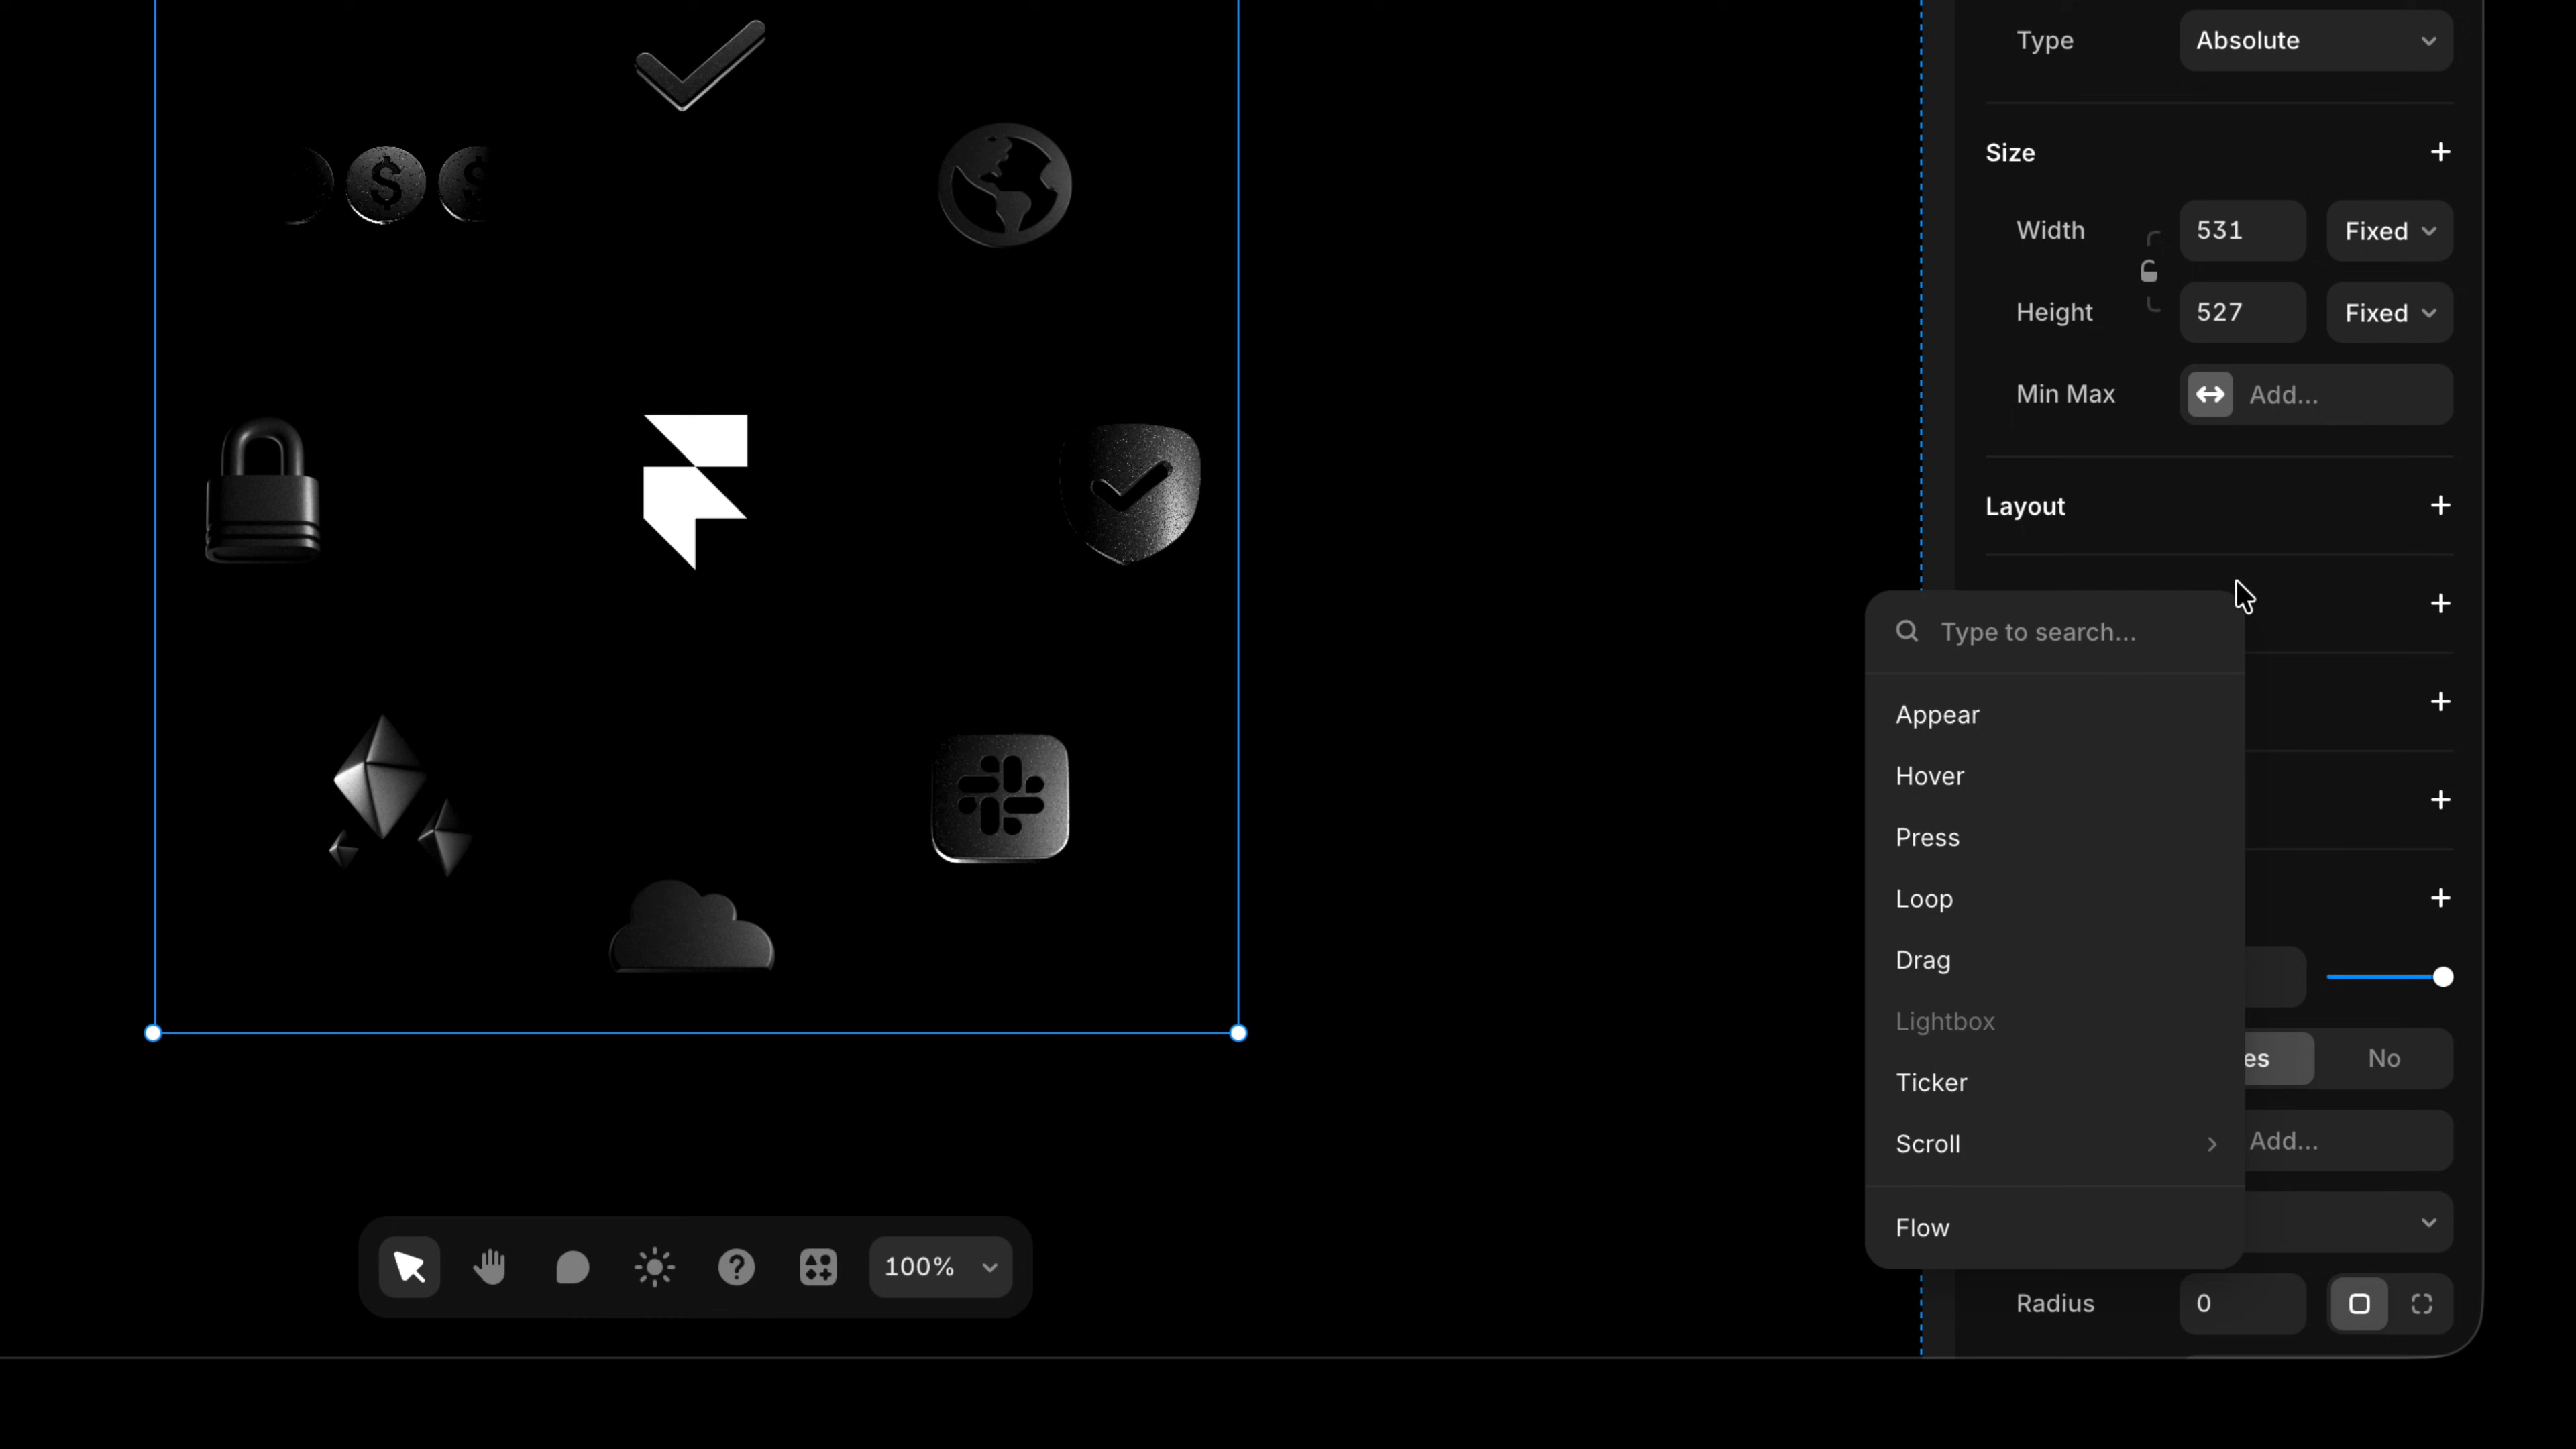 Type
Absolute
Size
Width
531
Fixed
Height
527
Fixed
Min Max
Add...
Layout
Type to search...
Appear
Hover
Press
Loop
Drag
Lightbox
Ticker
Scroll
Flow
es
No
Add...
Radius
0
100%